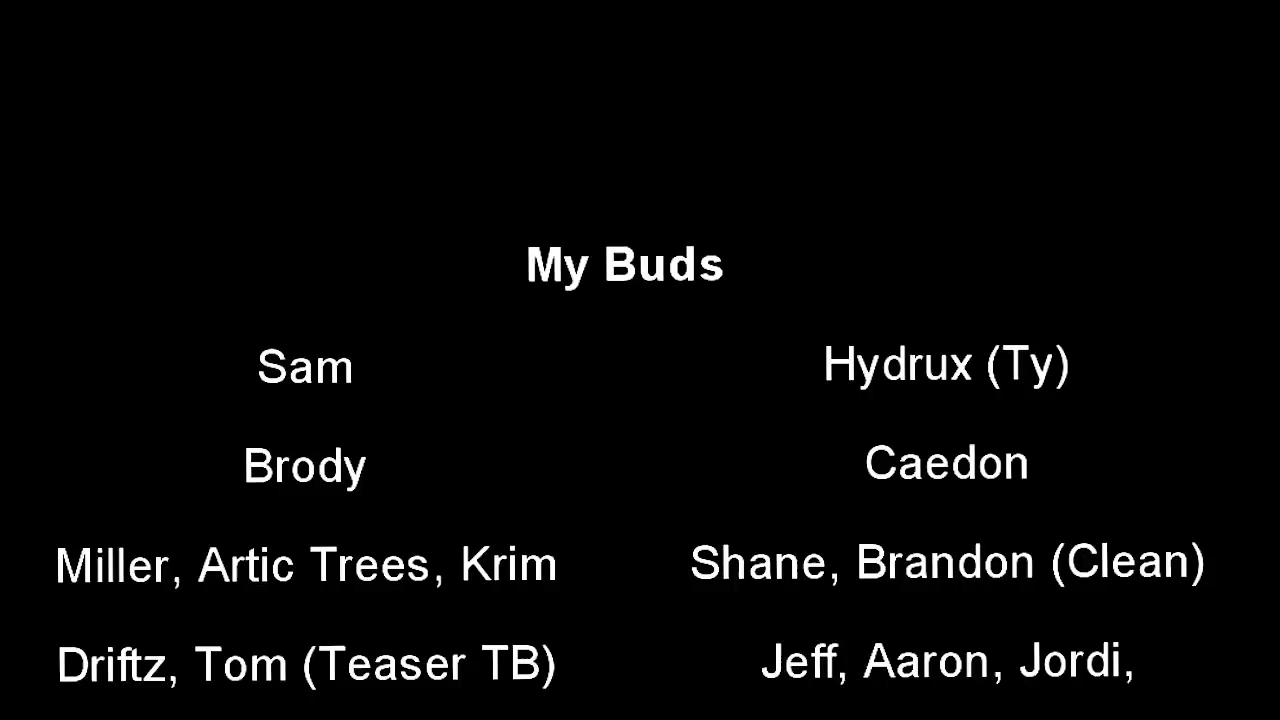 My Buds
Sam
Hydrux (Ty)
Brody
Caedon
Miller, Artic Trees, Krim
Shane, Brandon (Clean)
Driftz, Tom (Teaser TB)
Jeff, Aaron, Jordi,